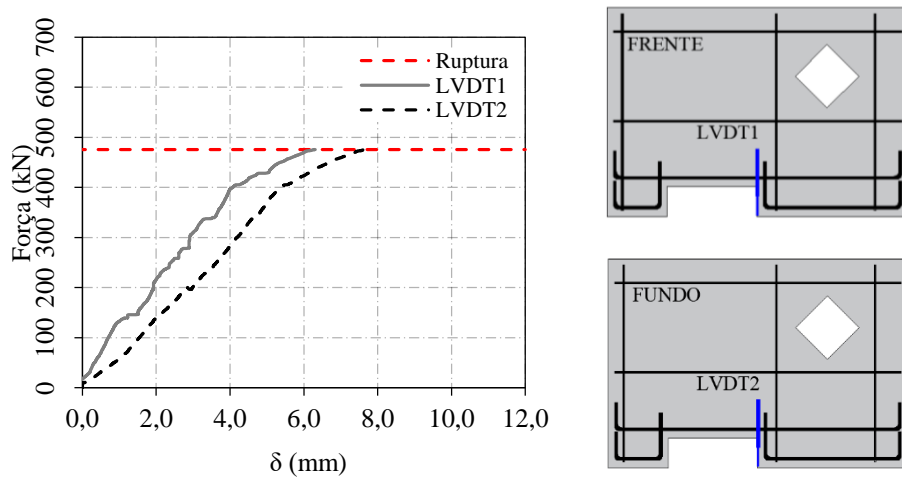 Força (kN)
700
600
500
400
300
200
100
0
Ruptura
LVDT1
LVDT2
0,0 2,0 4,0 6,0 8,0 10,0 12,0
δ (mm)
FRENTE
LVDT1
FUNDO
LVDT2